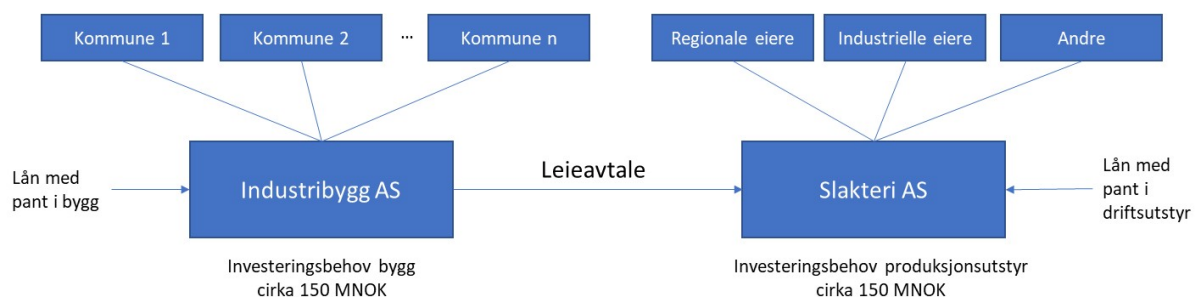 Kommune 1
Kommune 2
...
Kommune n
Regionale eiere
Industrielle eiere
Andre
Lån med
pant i bygg
Industribygg AS
Leieavtale
Slakteri AS
Lån med
pant i
driftsutstyr
Investeringsbehov bygg
cirka 150 MNOK
Investeringsbehov produksjonsutstyr
cirka 150 MNOK